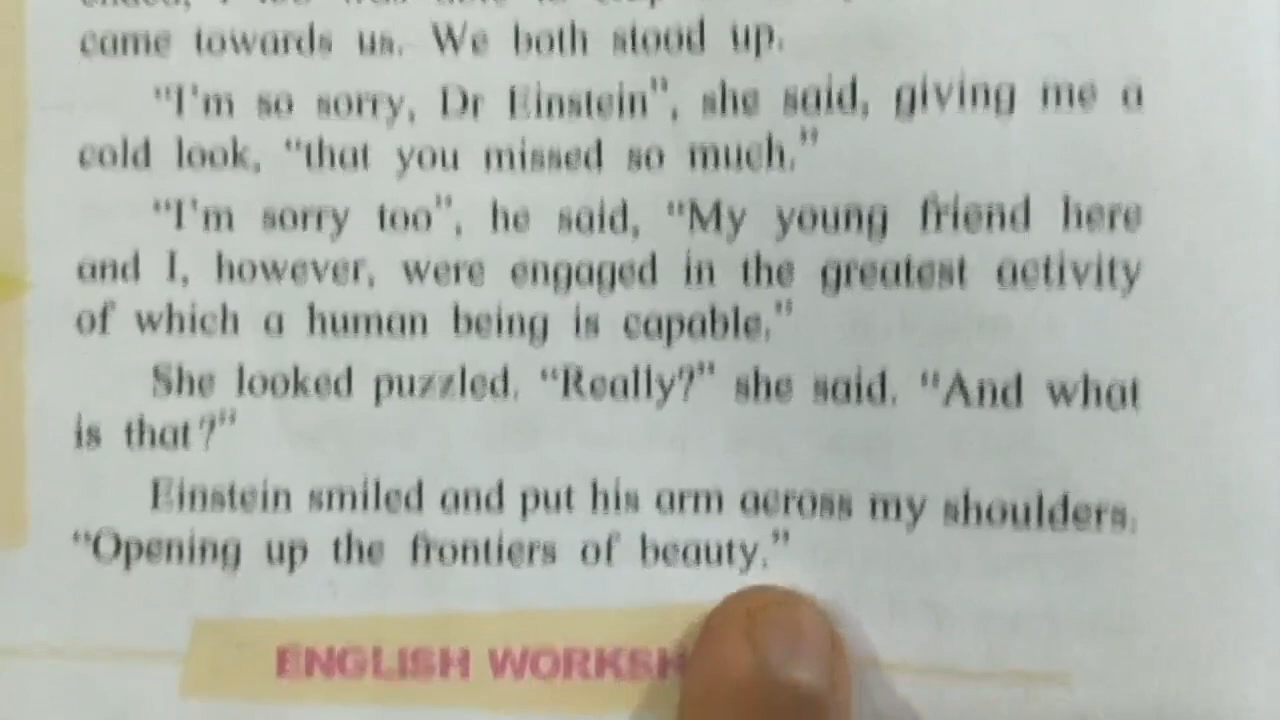 came towards us. We both stood up.
"I'm so sorry, Dr Einstein", she said, giving me a
cold look, "that you missed so much."
"I'm sorry too", he said, "My young friend here
and I, however, were engaged in the greatest activity
of which a human being is capable."
She looked puzzled. "Really?" she said. "And what
is that?"
Einstein smiled and put his arm across my shoulders.
"Opening up the frontiers of beauty."
ENGLISH